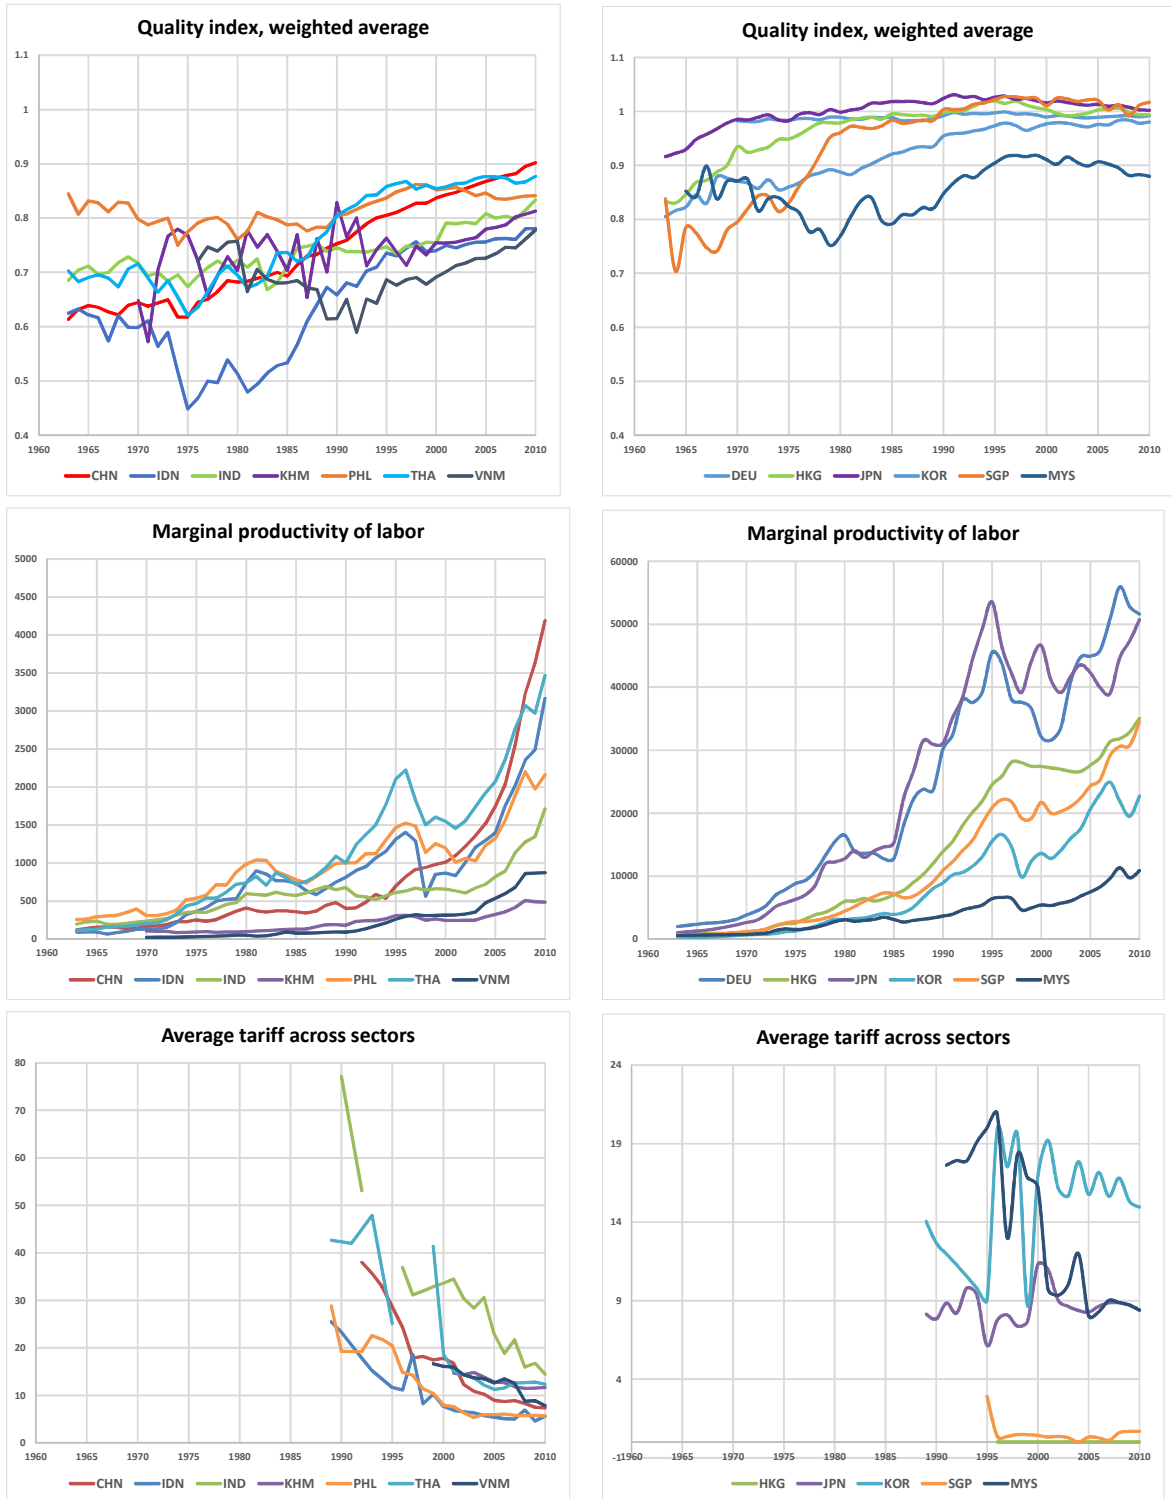 Quality index, weighted average
1.1
1
0.9
0.8
0.7
0.6
0.5
0.4
1960 1965 1970 1975 1980 1985 1990 1995 2000 2005 2010
CHN IDN IND KHM PHL THA VNM
Quality index, weighted average
1.1
1
0.9
0.8
0.7
0.6
0.5
0.4
1960 1965 1970 1975 1980 1985 1990 1995 2000 2005 2010
DEU HKG JPN KOR SGP MYS
Marginal productivity of labor
5000
4500
4000
3500
3000
2500
2000
1500
1000
500
0
1960 1965 1970 1975 1980 1985 1990 1995 2000 2005 2010
CHN IDN IND KHM PHL THA VNM
Marginal productivity of labor
60000
50000
40000
30000
20000
10000
0
1960 1965 1970 1975 1980 1985 1990 1995 2000 2005 2010
DEU HKG JPN KOR SGP MYS
Average tariff across sectors
80
70
60
50
40
30
20
10
0
1960 1965 1970 1975 1980 1985 1990 1995 2000 2005 2010
CHN IDN IND KHM PHL THA VNM
Average tariff across sectors
24
19
14
9
4
-1
1960 1965 1970 1975 1980 1985 1990 1995 2000 2005 2010
HKG JPN KOR SGP MYS